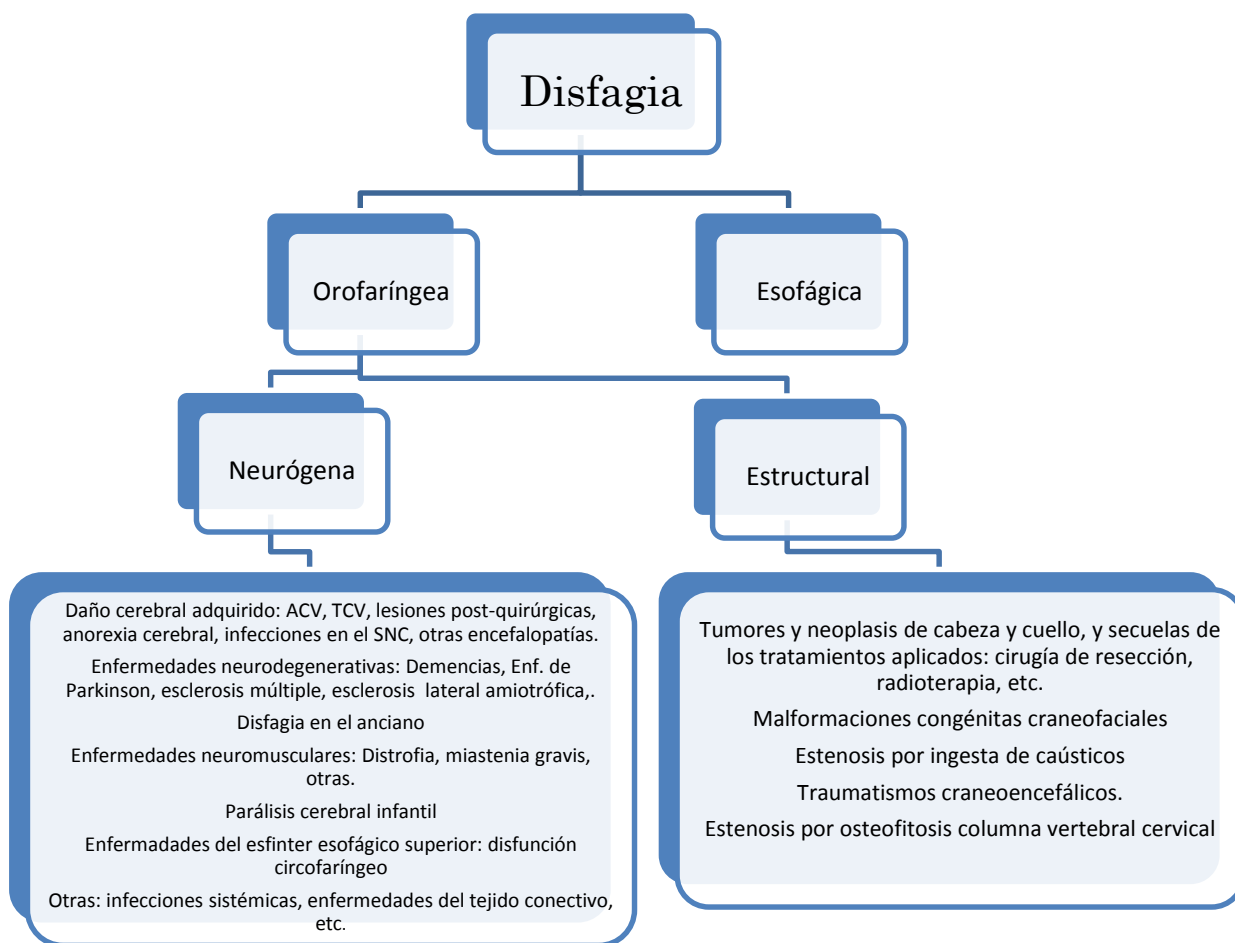 Disfagia
Orofaríngea
Esofágica
Neurógena
Estructural
Daño cerebral adquirido: ACV, TCV, lesiones post-quirúrgicas,
anorexia cerebral, infecciones en el SNC, otras encefalopatías.
Enfermedades neurodegenerativas: Demencias, Enf. de
Parkinson, esclerosis múltiple, esclerosis lateral amiotrófica,.
Disfagia en el anciano
Enfermedades neuromusculares: Distrofia, miastenia gravis,
otras.
Parálisis cerebral infantil
Enfermadades del esfinter esofágico superior: disfunción
circofaríngeo
Otras: infecciones sistémicas, enfermedades del tejido conectivo,
etc.
Tumores y neoplasis de cabeza y cuello, y secuelas de
los tratamientos aplicados: cirugía de resección,
radioterapia, etc.
Malformaciones congénitas craneofaciales
Estenosis por ingesta de caústicos
Traumatismos craneoencefálicos.
Estenosis por osteofitosis columna vertebral cervical